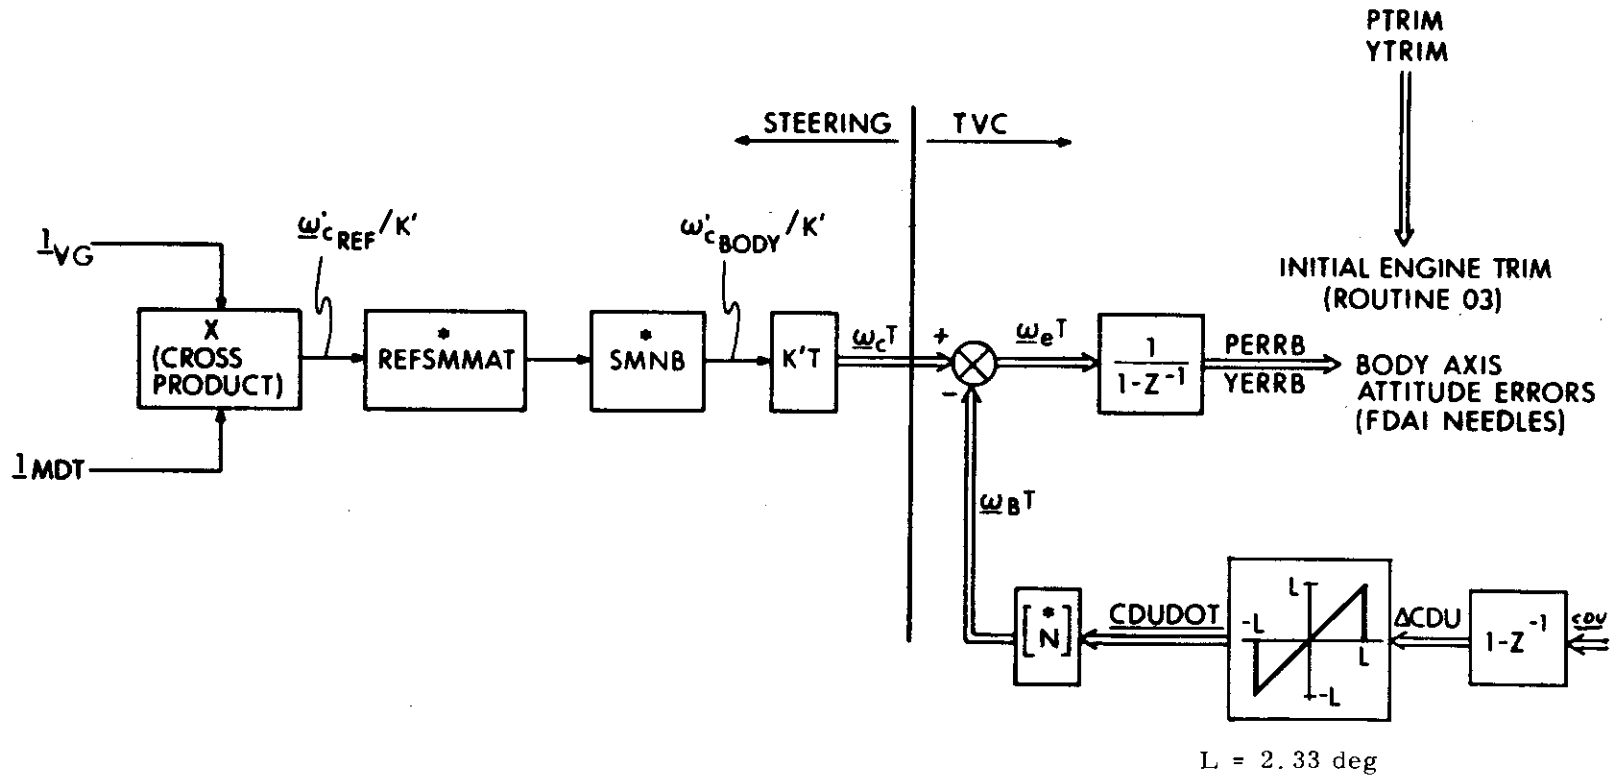 PTRIM
YTRIM
STEERING
TVC
INITIAL ENGINE TRIM
(ROUTINE 03)
1VG
ω'cREF/K'
ω'cBODY/K'
X
(CROSS
PRODUCT)
*
REFSMMAT
*
SMNB
K'T
ωcT
+
-
ωeT
1
1-Z-1
PERRB
YERRB
BODY AXIS
ATTITUDE ERRORS
(FDAI NEEDLES)
1MDT
ωBT
[N*]
CDUDOT
L
-L
L
-L
ΔCDU
1-Z-1
CDU
L = 2.33 deg